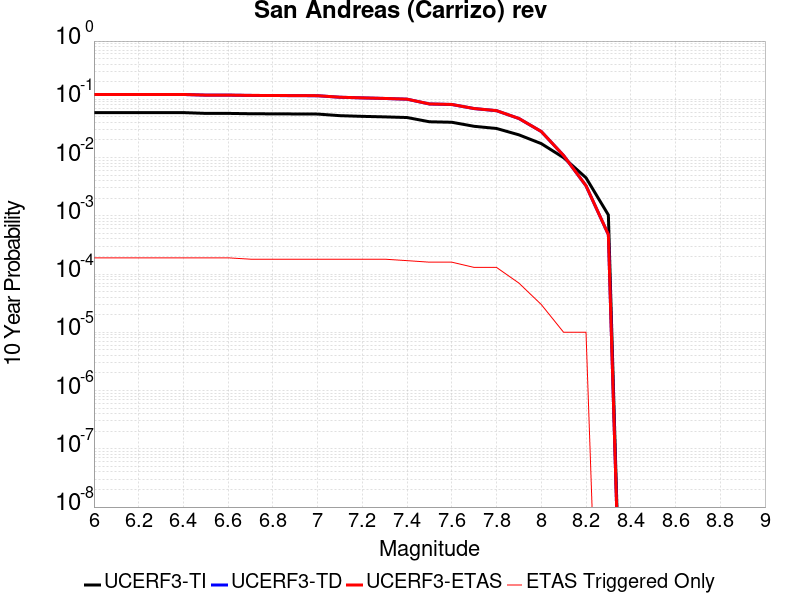 San Andreas (Carrizo) rev
10^0
10^-1
10^-2
10^-3
10^-4
10^-5
10^-6
10^-7
10^-8
10 Year Probability
6 6.2 6.4 6.6 6.8 7 7.2 7.4 7.6 7.8 8 8.2 8.4 8.6 8.8 9
Magnitude
UCERF3-TI UCERF3-TD UCERF3-ETAS ETAS Triggered Only